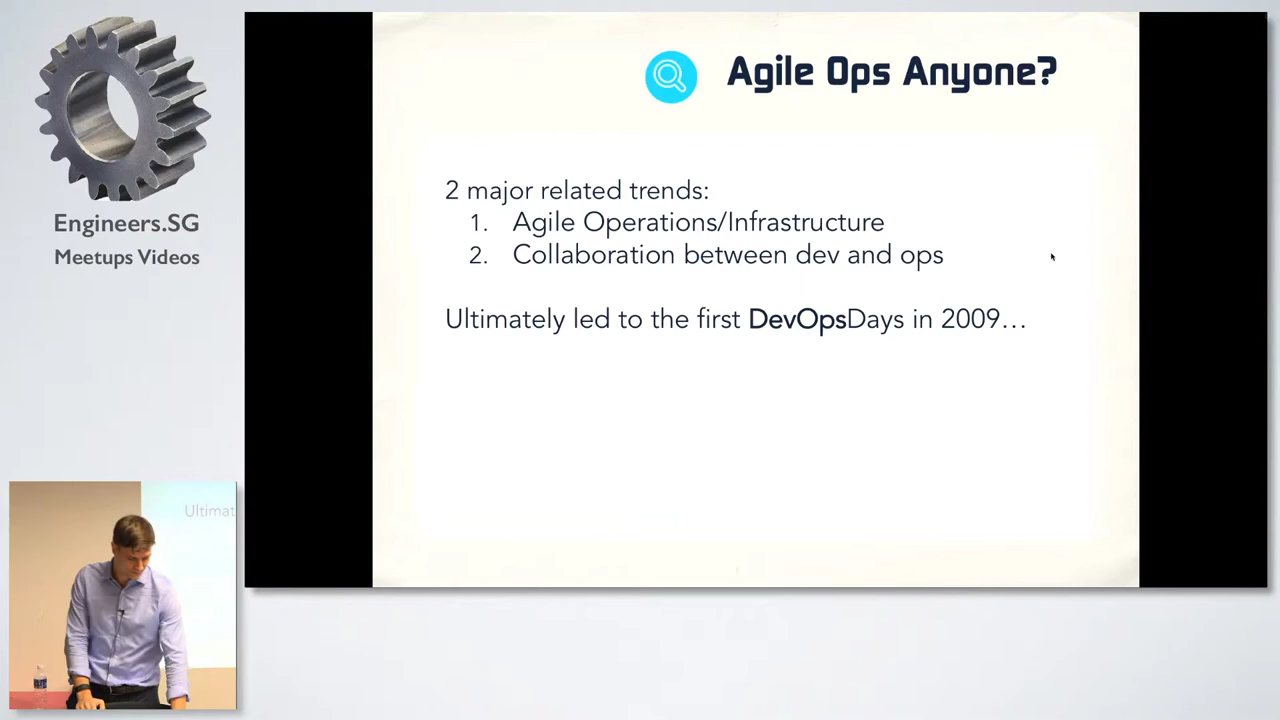 Agile Ops Anyone?
2 major related trends:
1. Agile Operations/Infrastructure
2. Collaboration between dev and ops
Ultimately led to the first DevOpsDays in 2009...
Engineers.SG
Meetups Videos
Ultimat